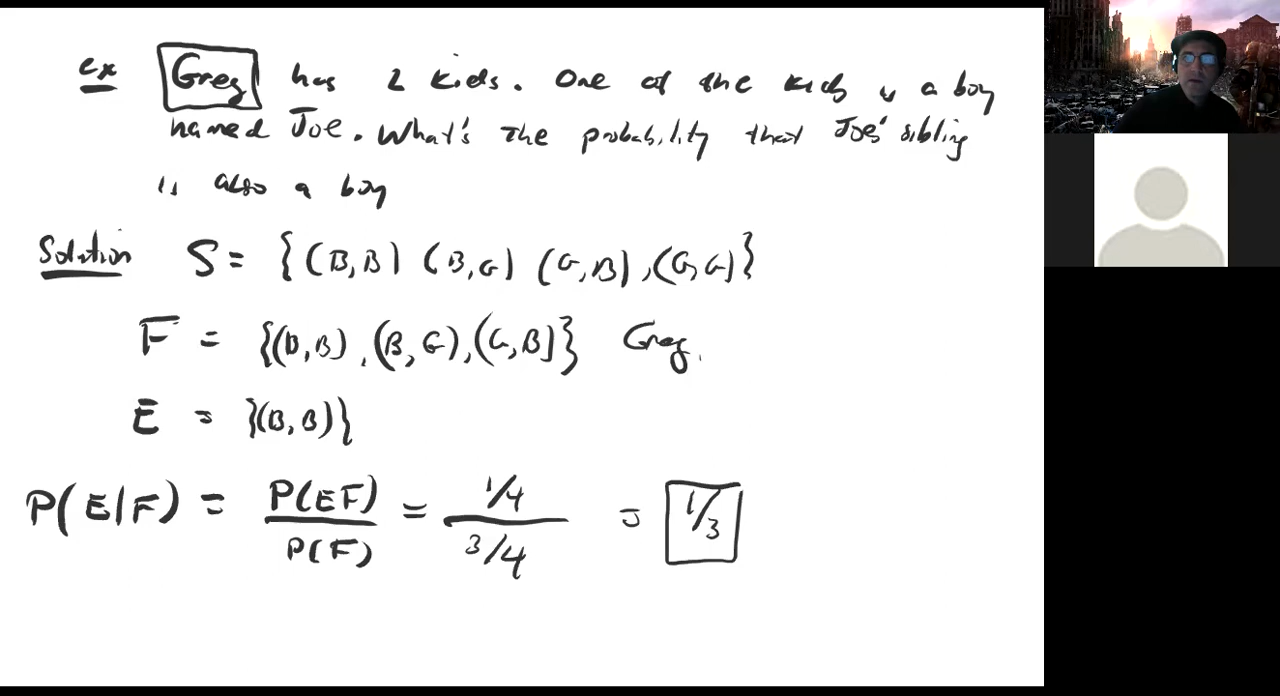 ex Greg has 2 kids. One of the kids is a boy
named Joe. What's the probability that Joe's sibling
is also a boy
Solution S = {(B,B) (B,G) (G,B),(G,G)}
F = {(B,B),(B,G),(G,B)} Greg.
E = {(B,B)}
P(E|F) = P(EF)/P(F) = 1/4 / 3/4 = 1/3